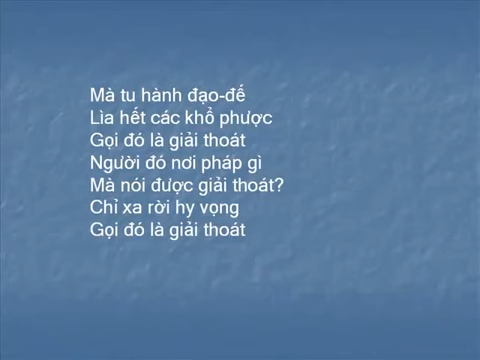 Mà tu hành đạo-đế
Lìa hết các khổ phược
Gọi đó là giải thoát
Người đó nơi pháp gì
Mà nói được giải thoát?
Chỉ xa rời hy vọng
Gọi đó là giải thoát